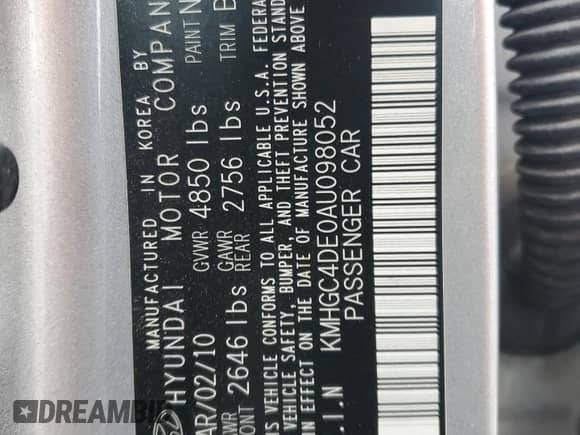 MANUFACTURED IN KOREA BY
HYUNDAI MOTOR COMPAN
AR/02/10 GVWR 4850 lbs PAINT N
2646 lbs GAWR REAR 2756 lbs TRIM B
IS VEHICLE CONFORMS TO ALL APPLICABLE U.S.A. FEDERA
VEHICLE SAFETY, BUMPER, AND THEFT PREVENTION STAND
IN EFFECT ON THE DATE OF MANUFACTURE SHOWN ABOVE
.I.N KMHGC4DE0AU098052
PASSENGER CAR
DREAMBI